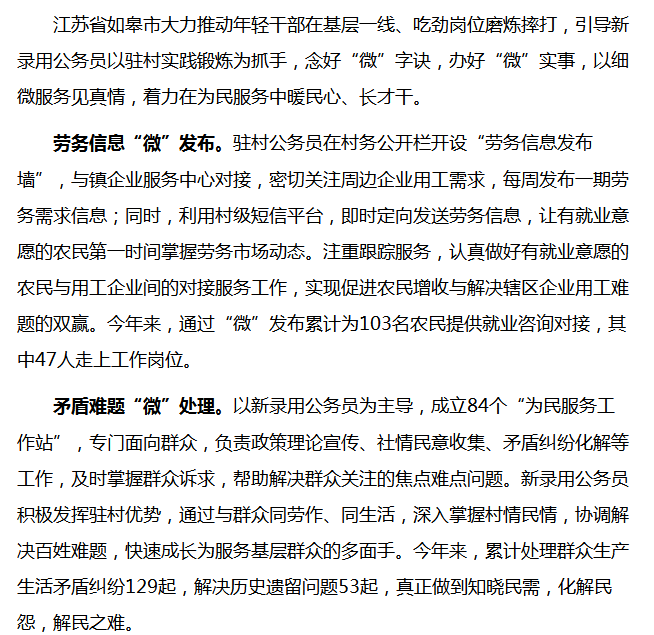 江苏省如皋市大力推动年轻干部在基层一线、吃劲岗位磨炼摔打，引导新
录用公务员以驻村实践锻炼为抓手，念好“微”字诀，办好“微”实事，以细
微服务见真情，着力在为民服务中暖民心、长才干。
劳务信息“微”发布。驻村公务员在村务公开栏开设“劳务信息发布
墙”，与镇企业服务中心对接，密切关注周边企业用工需求，每周发布一期劳
务需求信息；同时，利用村级短信平台，即时定向发送劳务信息，让有就业意
愿的农民第一时间掌握劳务市场动态。注重跟踪服务，认真做好有就业意愿的
农民与用工企业间的对接服务工作，实现促进农民增收与解决辖区企业用工难
题的双赢。今年来，通过“微”发布累计为103名农民提供就业咨询对接，其
中47人走上工作岗位。
矛盾难题“微”处理。以新录用公务员为主导，成立84个“为民服务工
作站”，专门面向群众，负责政策理论宣传、社情民意收集、矛盾纠纷化解等
工作，及时掌握群众诉求，帮助解决群众关注的焦点难点问题。新录用公务员
积极发挥驻村优势，通过与群众同劳作、同生活，深入掌握村情民情，协调解
决百姓难题，快速成长为服务基层群众的多面手。今年来，累计处理群众生产
生活矛盾纠纷129起，解决历史遗留问题53起，真正做到知晓民需，化解民
怨，解民之难。